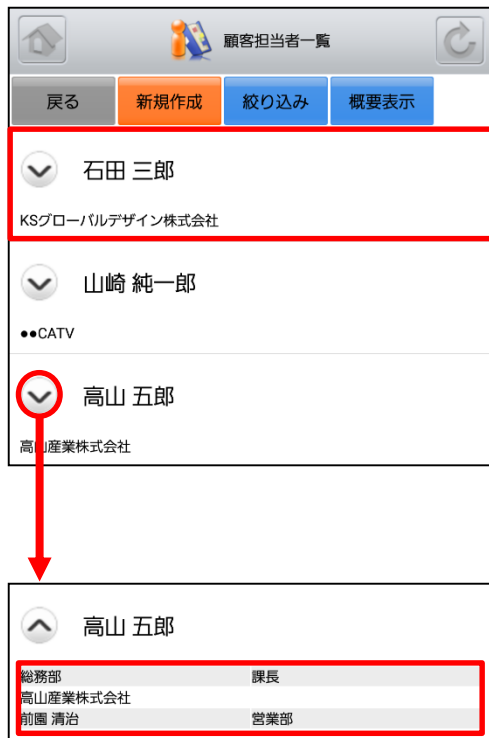 顧客担当者一覧
戻る 新規作成 絞り込み 概要表示
石田 三郎
KSグローバルデザイン株式会社
山崎 純一郎
●●CATV
高山 五郎
高山産業株式会社
高山 五郎
総務部 課長
高山産業株式会社
前園 清治 営業部